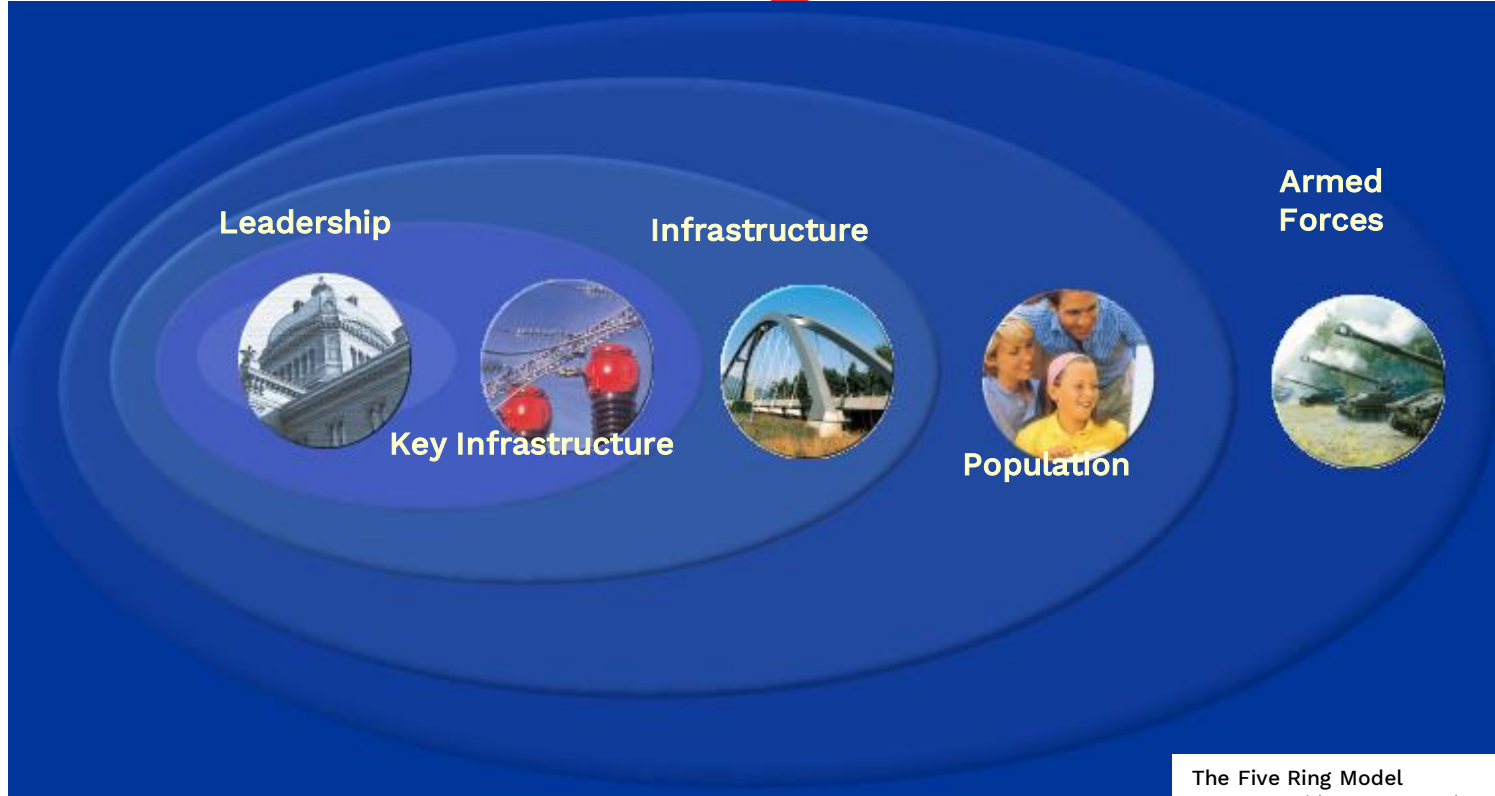 Leadership
Key Infrastructure
Infrastructure
Population
Armed
Forces
The Five Ring Model